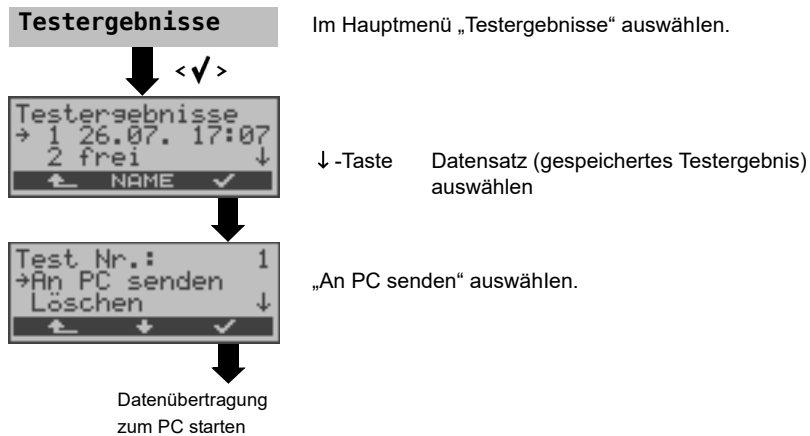 Testergebnisse
Im Hauptmenü „Testergebnisse“ auswählen.
<√>
Testergebnisse
→ 1 26.07. 17:07
2 frei ↓
NAME ✓
↓ -Taste Datensatz (gespeichertes Testergebnis)
auswählen
Test Nr.: 1
→An PC senden
Löschen ↓
↓ ✓
„An PC senden“ auswählen.
Datenübertragung
zum PC starten